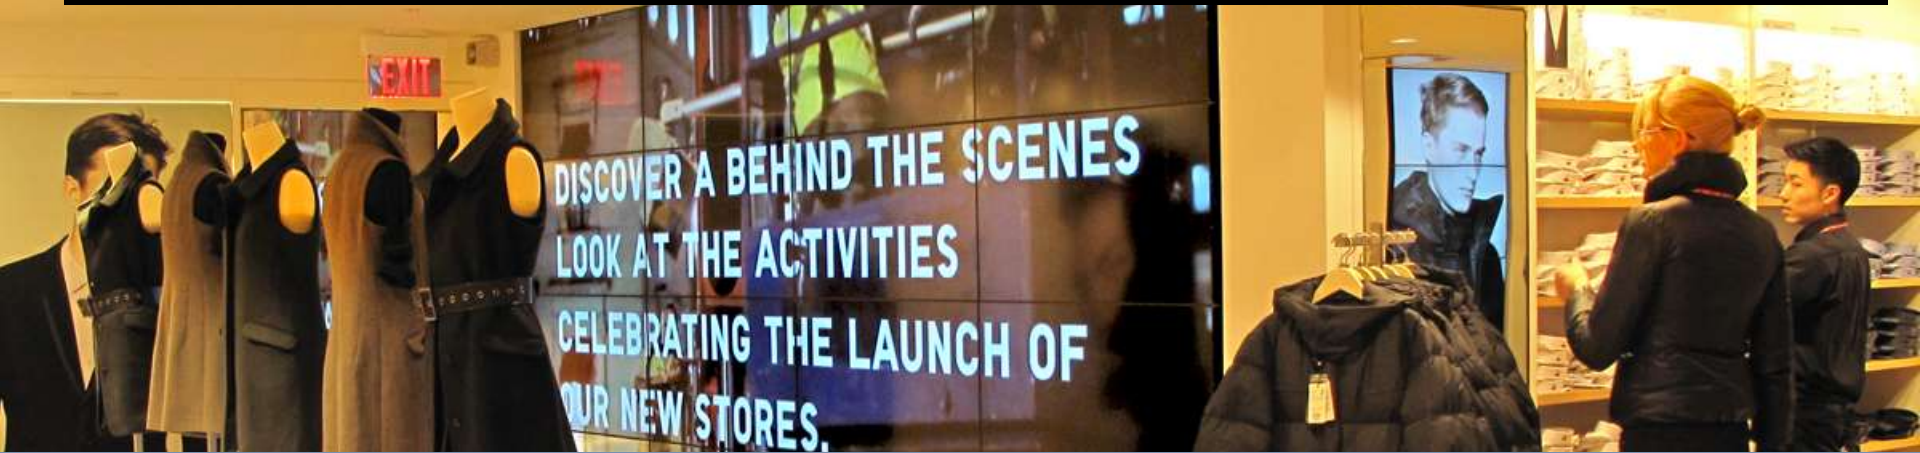 EXIT
DISCOVER A BEHIND THE SCENES
LOOK AT THE ACTIVITIES
CELEBRATING THE LAUNCH OF
OUR NEW STORES.